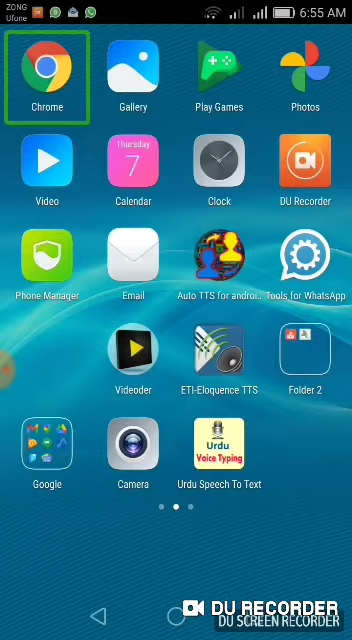 ZONG
Ufone
6:55 AM
Chrome
Gallery
Play Games
Photos
Video
Thursday
7
Calendar
Clock
DU Recorder
Phone Manager
Email
Auto TTS for androi..
Tools for WhatsApp
Videoder
ETI-Eloquence TTS
Folder 2
Google
Camera
Urdu
Voice Typing
Urdu Speech To Text
DU RECORDER
DU SCREEN RECORDER